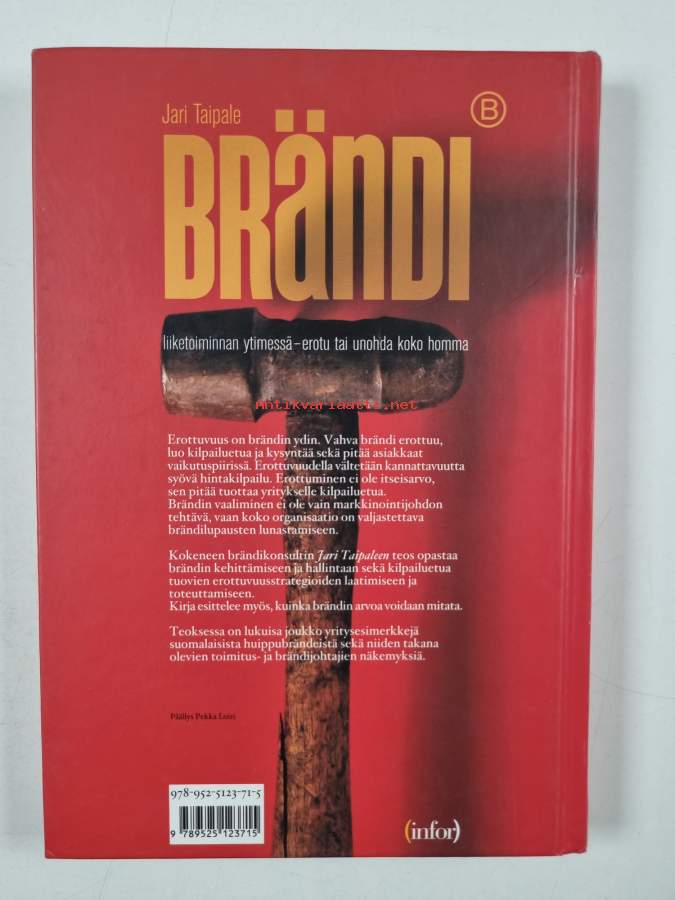 Jari Taipale
B
BRäNDI
liiketoiminnan ytimessä–erotu tai unohda koko homma
Antikvariaatti.net
Erottuvuus on brändin ydin. Vahva brändi erottuu,
luo kilpailuetua ja kysyntää sekä pitää asiakkaat
vaikutuspiirissä. Erottuvuudella vältetään kannattavuutta
syövä hintakilpailu. Erottuminen ei ole itseisarvo,
sen pitää tuottaa yritykselle kilpailuetua.
Brändin vaaliminen ei ole vain markkinointijohdon
tehtävä, vaan koko organisaatio on valjastettava
brändilupausten lunastamiseen.
Kokeneen brändikonsultin Jari Taipaleen teos opastaa
brändin kehittämiseen ja hallintaan sekä kilpailuetua
tuovien erottuvuusstrategioiden laatimiseen ja
toteuttamiseen.
Kirja esittelee myös, kuinka brändin arvoa voidaan mitata.
Teoksessa on lukuisa joukko yritysesimerkkejä
suomalaisista huippubrändeistä sekä niiden takana
olevien toimitus- ja brändijohtajien näkemyksiä.
Päällys Pekka Loiri
978-952-5123-71-5
9 789525 123715
(infor)